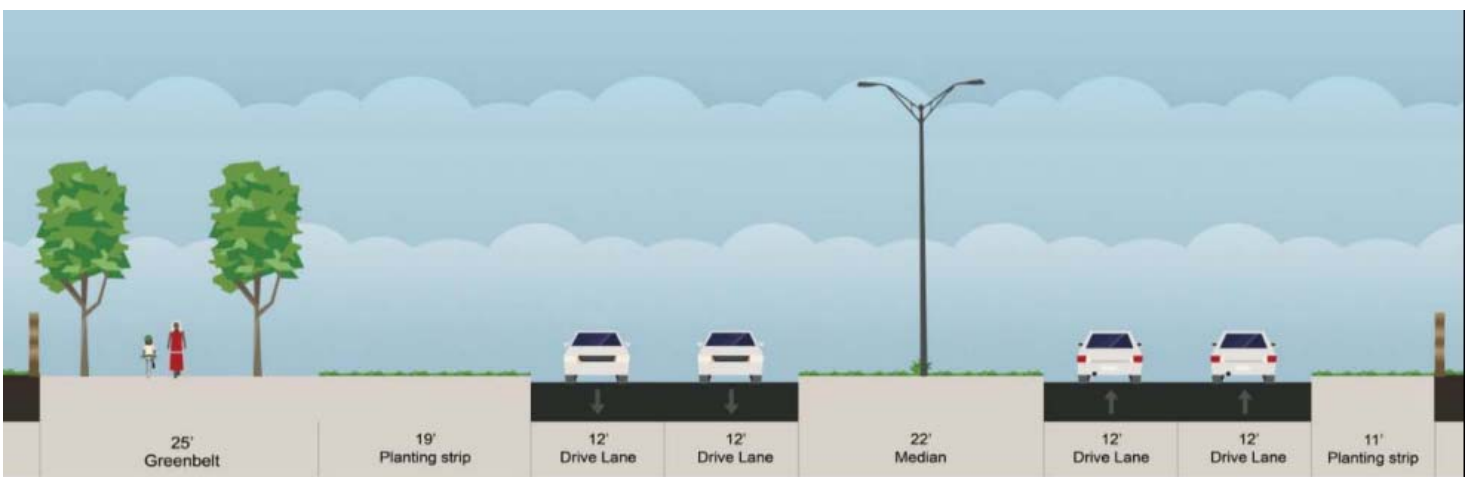 25'
Greenbelt
19'
Planting strip
12'
Drive Lane
12'
Drive Lane
22'
Median
12'
Drive Lane
12'
Drive Lane
11'
Planting strip